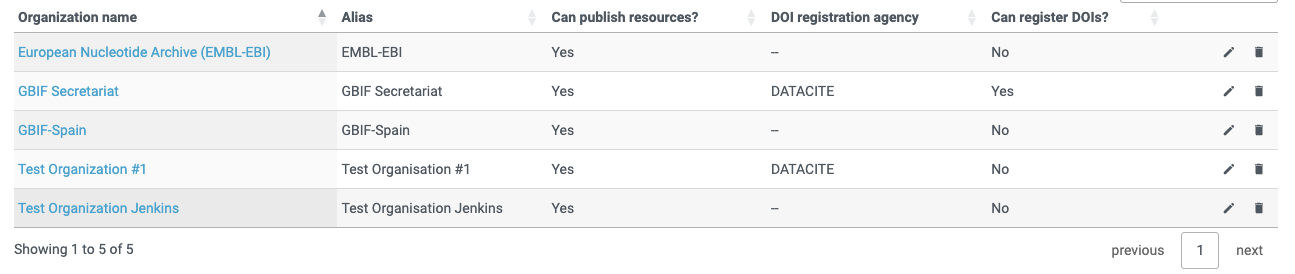 Organization name Alias Can publish resources? DOI registration agency Can register DOIs?
European Nucleotide Archive (EMBL-EBI) EMBL-EBI Yes -- No
GBIF Secretariat GBIF Secretariat Yes DATACITE Yes
GBIF-Spain GBIF-Spain Yes -- No
Test Organization #1 Test Organisation #1 Yes DATACITE No
Test Organization Jenkins Test Organisation Jenkins Yes -- No
Showing 1 to 5 of 5 previous 1 next